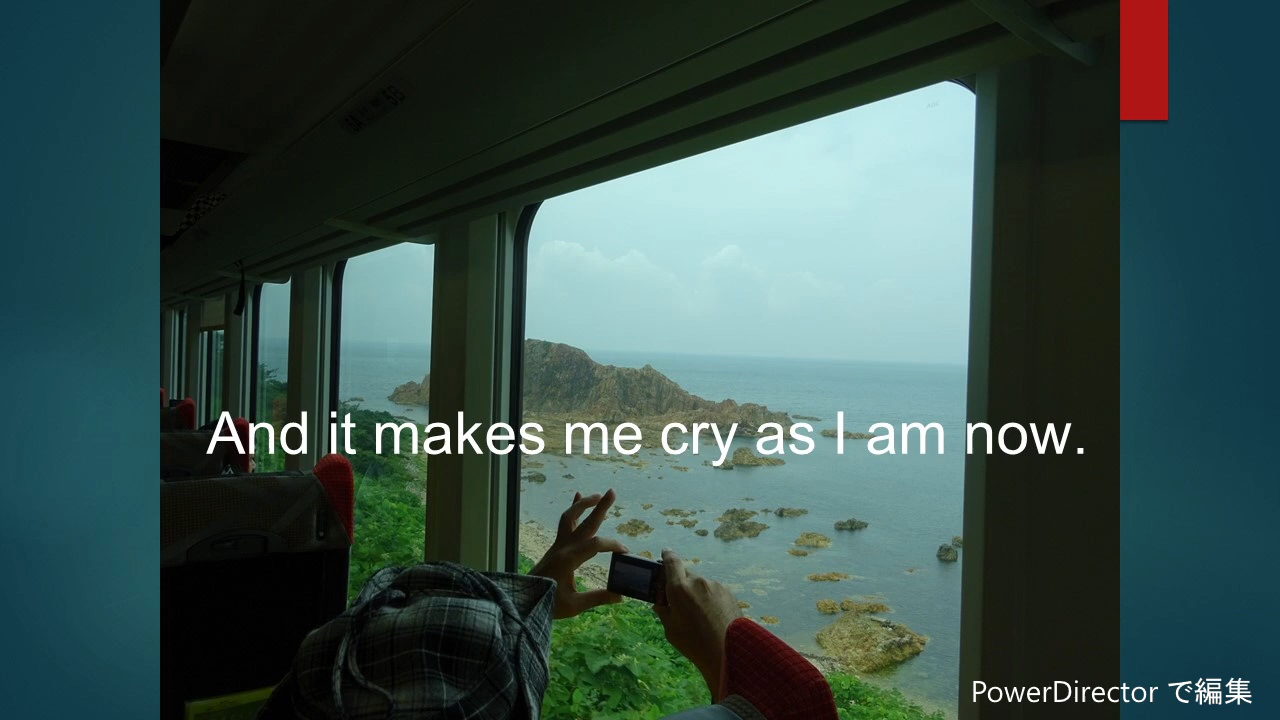 And it makes me cry as I am now.
PowerDirector で編集